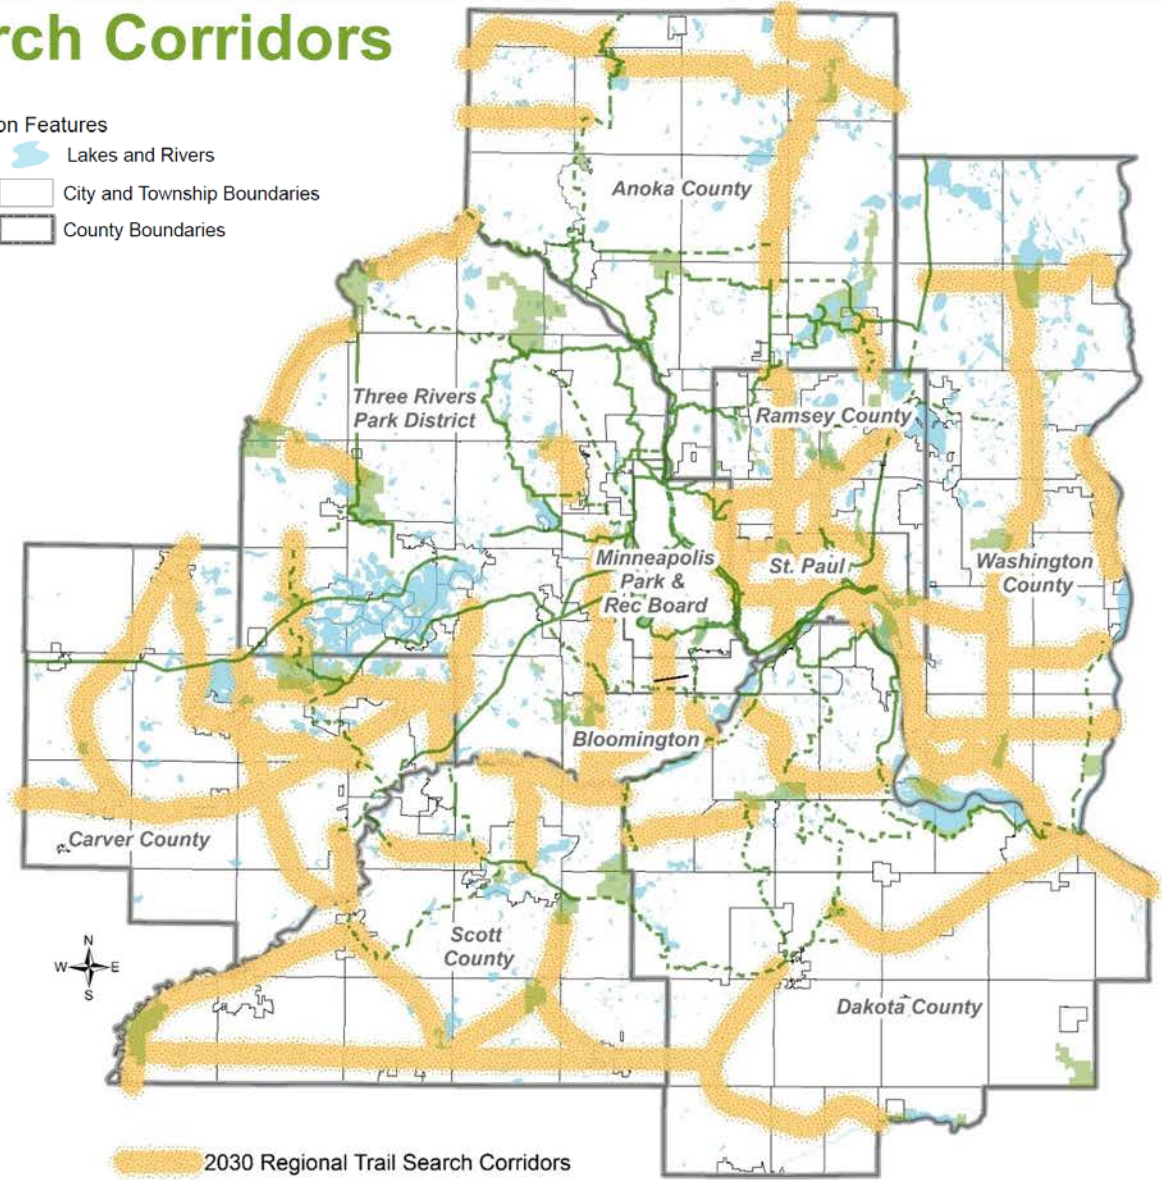 rch Corridors
on Features
Lakes and Rivers
City and Township Boundaries
County Boundaries
Anoka County
Three Rivers
Park District
Ramsey County
Minneapolis
Park &
Rec Board
St. Paul
Washington
County
Bloomington
Carver County
Scott
County
N
W E
S
Dakota County
2030 Regional Trail Search Corridors